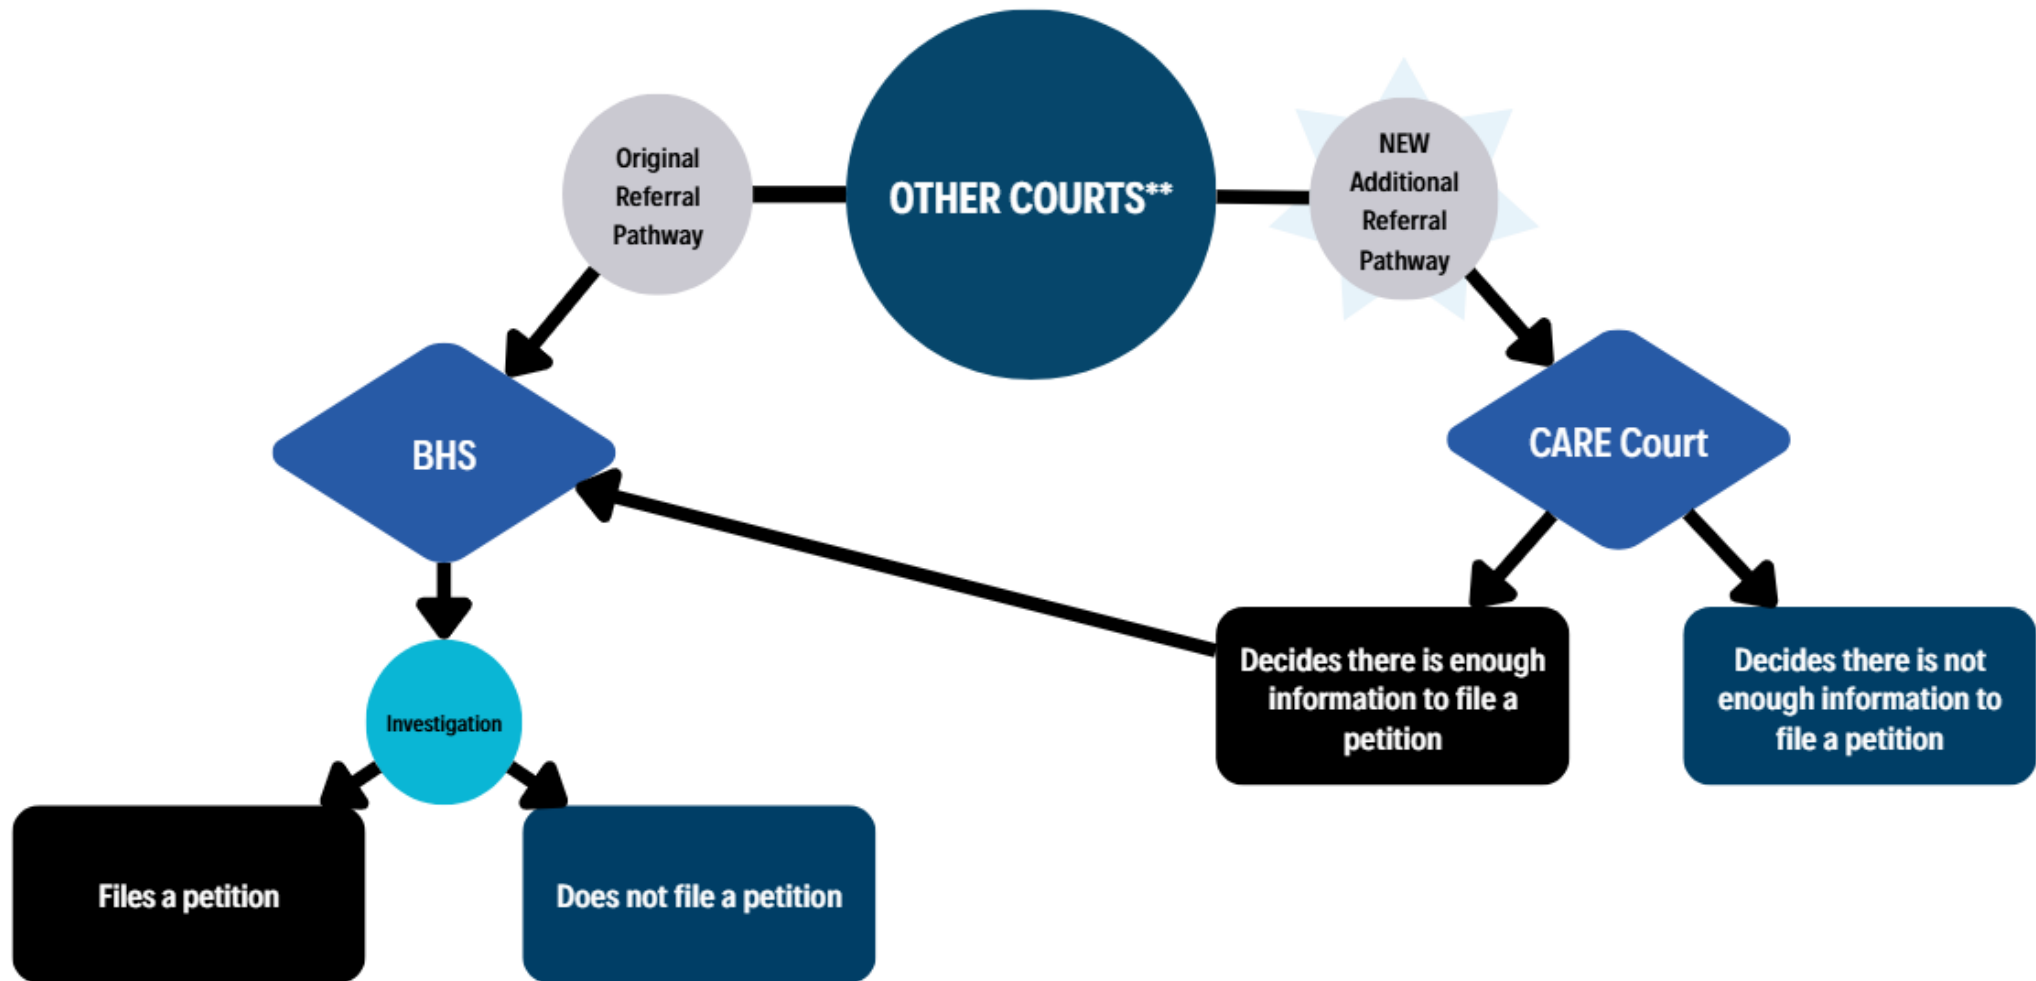 Original
Referral
Pathway
OTHER COURTS**
NEW
Additional
Referral
Pathway
BHS
CARE Court
Investigation
Decides there is enough
information to file a
petition
Decides there is not
enough information to
file a petition
Files a petition
Does not file a petition